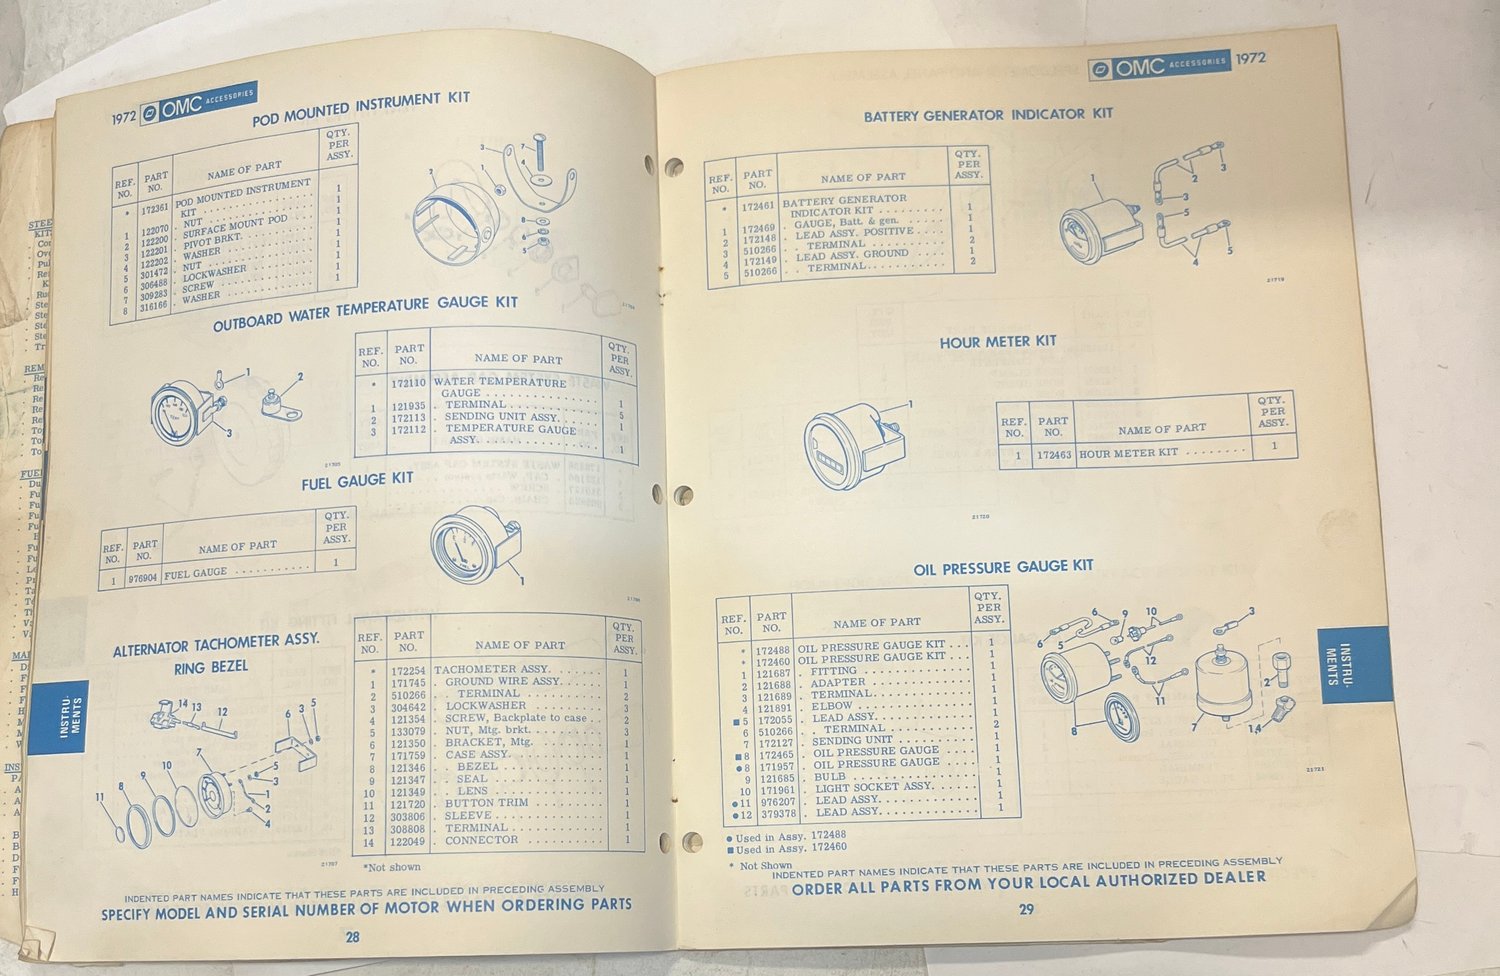 1972 OMC ACCESSORIES
POD MOUNTED INSTRUMENT KIT
REF. NO. PART NO. NAME OF PART QTY. PER ASSY.
* 172361 POD MOUNTED INSTRUMENT
KIT . . . 1
1 122070 . NUT . . . 1
2 122200 . SURFACE MOUNT POD . . . 1
3 122201 . PIVOT BRKT. . . . 1
4 122202 . WASHER . . . 1
5 301472 . NUT . . . 1
6 306488 . LOCKWASHER . . . 1
7 309283 . SCREW . . . 1
8 316166 . WASHER . . . 1
OUTBOARD WATER TEMPERATURE GAUGE KIT
REF. NO. PART NO. NAME OF PART QTY. PER ASSY.
* 172110 WATER TEMPERATURE
GAUGE . . . 1
1 121935 . TERMINAL . . . 5
2 172113 . SENDING UNIT ASSY. . . . 1
3 172112 . TEMPERATURE GAUGE
ASSY. . . . 1
21705
FUEL GAUGE KIT
REF. NO. PART NO. NAME OF PART QTY. PER ASSY.
1 976904 FUEL GAUGE . . . 1
ALTERNATOR TACHOMETER ASSY.
RING BEZEL
REF. NO. PART NO. NAME OF PART QTY. PER ASSY.
* 172254 TACHOMETER ASSY. . . . 1
1 171745 . GROUND WIRE ASSY. . . . 1
2 510266 . . TERMINAL . . . 2
3 304642 . LOCKWASHER . . . 3
4 121354 . SCREW, Backplate to case . . 2
5 133079 . NUT, Mtg. brkt. . . . 3
6 121350 . BRACKET, Mtg. . . . 1
7 171759 . CASE ASSY. . . . 1
8 121346 . . BEZEL . . . 1
9 121347 . . SEAL . . . 1
10 121349 . . LENS . . . 1
11 121720 . BUTTON TRIM . . . 1
12 303806 . SLEEVE . . . 1
13 308808 . TERMINAL . . . 1
14 122049 . CONNECTOR . . . 1
21707
*Not shown
INSTRU-
MENTS
INDENTED PART NAMES INDICATE THAT THESE PARTS ARE INCLUDED IN PRECEDING ASSEMBLY
SPECIFY MODEL AND SERIAL NUMBER OF MOTOR WHEN ORDERING PARTS
28
OMC ACCESSORIES 1972
BATTERY GENERATOR INDICATOR KIT
REF. NO. PART NO. NAME OF PART QTY. PER ASSY.
* 172461 BATTERY GENERATOR
INDICATOR KIT . . . 1
1 172469 . GAUGE, Batt. & gen. . . . 1
2 172148 . LEAD ASSY. POSITIVE . . . 1
3 510266 . . TERMINAL . . . 2
4 172149 . LEAD ASSY. GROUND . . . 1
5 510266 . . TERMINAL . . . 2
21719
HOUR METER KIT
REF. NO. PART NO. NAME OF PART QTY. PER ASSY.
1 172463 HOUR METER KIT . . . 1
21720
OIL PRESSURE GAUGE KIT
REF. NO. PART NO. NAME OF PART QTY. PER ASSY.
* 172488 OIL PRESSURE GAUGE KIT . . . 1
* 172460 OIL PRESSURE GAUGE KIT . . . 1
1 121687 . FITTING . . . 1
2 121688 . ADAPTER . . . 1
3 121689 . TERMINAL . . . 1
4 121891 . ELBOW . . . 1
■ 5 172055 . LEAD ASSY. . . . 1
6 510266 . . TERMINAL . . . 2
7 172127 . SENDING UNIT . . . 1
■ 8 172465 . OIL PRESSURE GAUGE . . . 1
● 8 171957 . OIL PRESSURE GAUGE . . . 1
9 121685 . BULB . . . 1
10 171961 . LIGHT SOCKET ASSY. . . . 1
● 11 976207 . LEAD ASSY. . . . 1
● 12 379378 . LEAD ASSY. . . . 1
21721
● Used in Assy. 172488
■ Used in Assy. 172460
* Not Shown
INSTRU-
MENTS
INDENTED PART NAMES INDICATE THAT THESE PARTS ARE INCLUDED IN PRECEDING ASSEMBLY
ORDER ALL PARTS FROM YOUR LOCAL AUTHORIZED DEALER
29